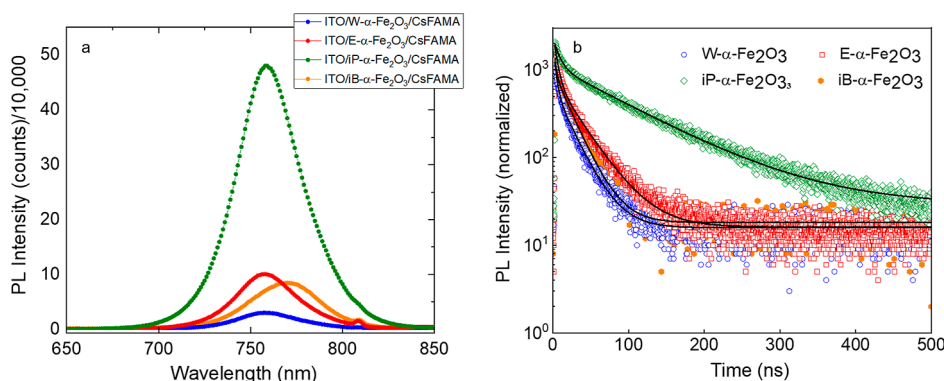 a
ITO/W-α-Fe₂O₃/CsFAMA
ITO/E-α-Fe₂O₃/CsFAMA
ITO/iP-α-Fe₂O₃/CsFAMA
ITO/iB-α-Fe₂O₃/CsFAMA
PL Intensity (counts)/10,000
50
40
30
20
10
0
650 700 750 800 850
Wavelength (nm)
b
W-α-Fe2O3 E-α-Fe2O3
iP-α-Fe2O3₃ iB-α-Fe2O3
PL Intensity (normalized)
10³
10²
10¹
10⁰
0 100 200 300 400 500
Time (ns)